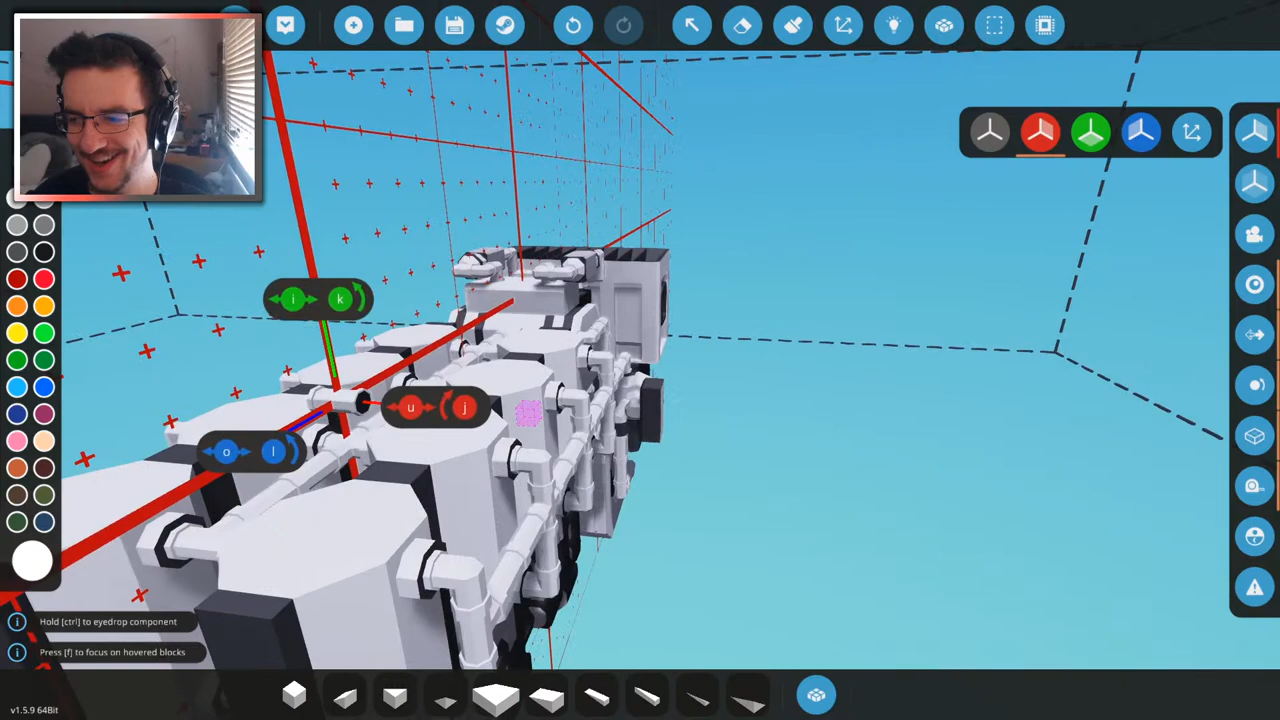 i k
u j
o l
Hold [ctrl] to eyedrop component
Press [f] to focus on hovered blocks
v1.5.9 64Bit